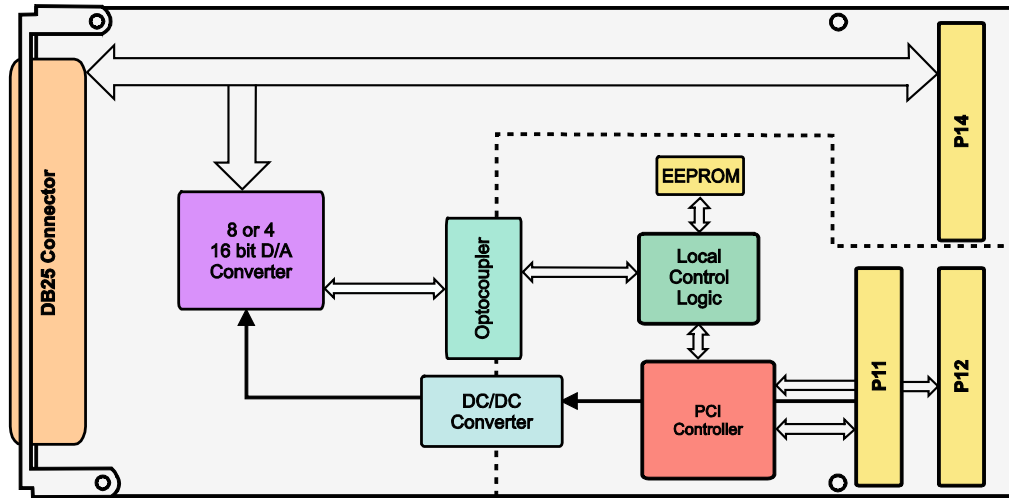 DB25 Connector
P14
EEPROM
8 or 4
16 bit D/A
Converter
Optocoupler
Local
Control
Logic
P11
P12
DC/DC
Converter
PCI
Controller